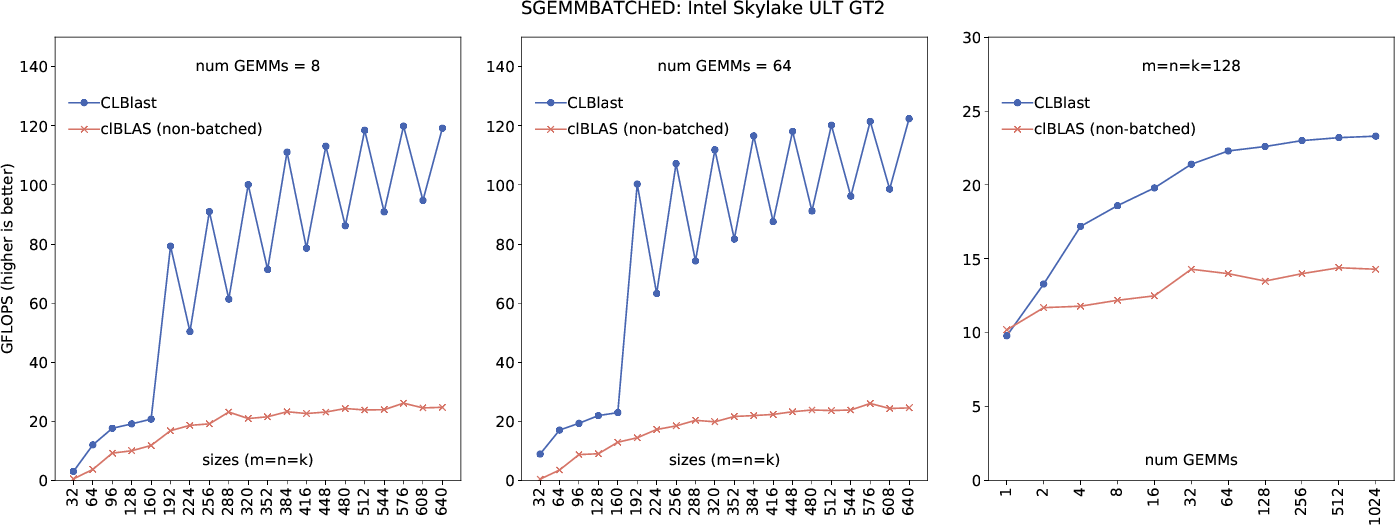 SGEMMBATCHED: Intel Skylake ULT GT2
GFLOPS (higher is better)
140
120
100
80
60
40
20
0
num GEMMs = 8
CLBlast
clBLAS (non-batched)
sizes (m=n=k)
32 64 96 128 160 192 224 256 288 320 352 384 416 448 480 512 544 576 608 640
140
120
100
80
60
40
20
0
num GEMMs = 64
CLBlast
clBLAS (non-batched)
sizes (m=n=k)
32 64 96 128 160 192 224 256 288 320 352 384 416 448 480 512 544 576 608 640
30
25
20
15
10
5
0
m=n=k=128
CLBlast
clBLAS (non-batched)
num GEMMs
1 2 4 8 16 32 64 128 256 512 1024